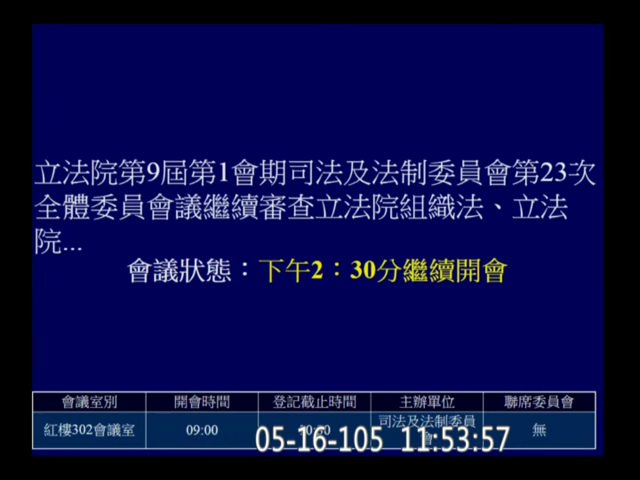 立法院第9屆第1會期司法及法制委員會第23次
全體委員會議繼續審查立法院組織法、立法
院...
會議狀態：下午2：30分繼續開會
會議室別 開會時間 登記截止時間 主辦單位 聯席委員會
紅樓302會議室 09:00 司法及法制委員會 無
05-16-105 11:53:57